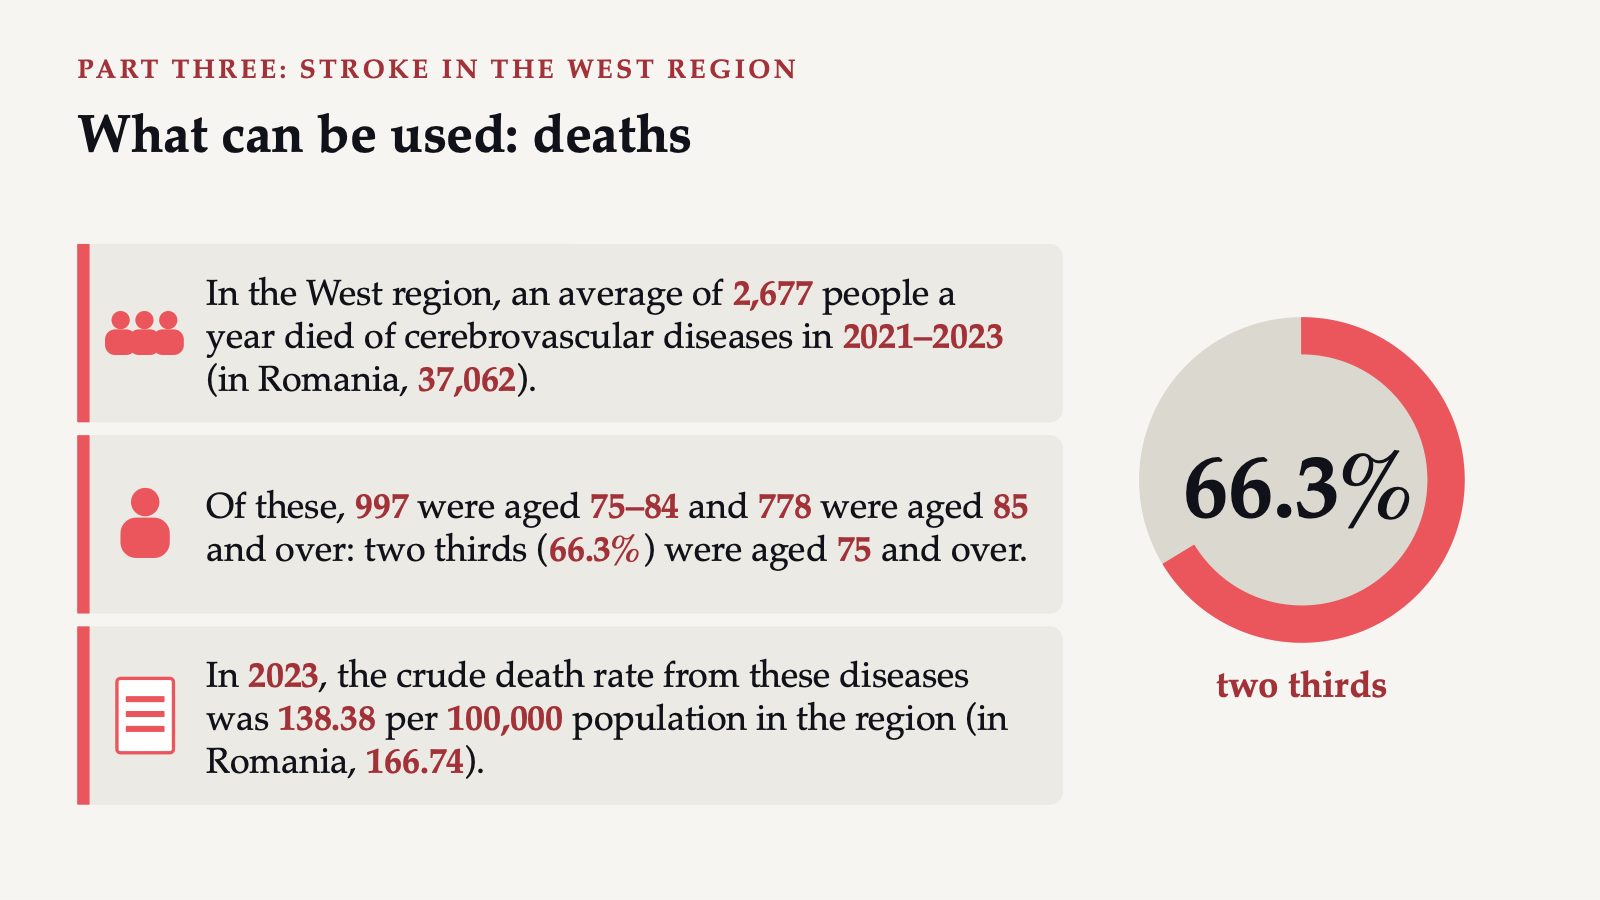 PART THREE: STROKE IN THE WEST REGION
What can be used: deaths
In the West region, an average of 2,677 people a
year died of cerebrovascular diseases in 2021–2023
(in Romania, 37,062).
Of these, 997 were aged 75–84 and 778 were aged 85
and over: two thirds (66.3%) were aged 75 and over.
In 2023, the crude death rate from these diseases
was 138.38 per 100,000 population in the region (in
Romania, 166.74).
66.3%
two thirds